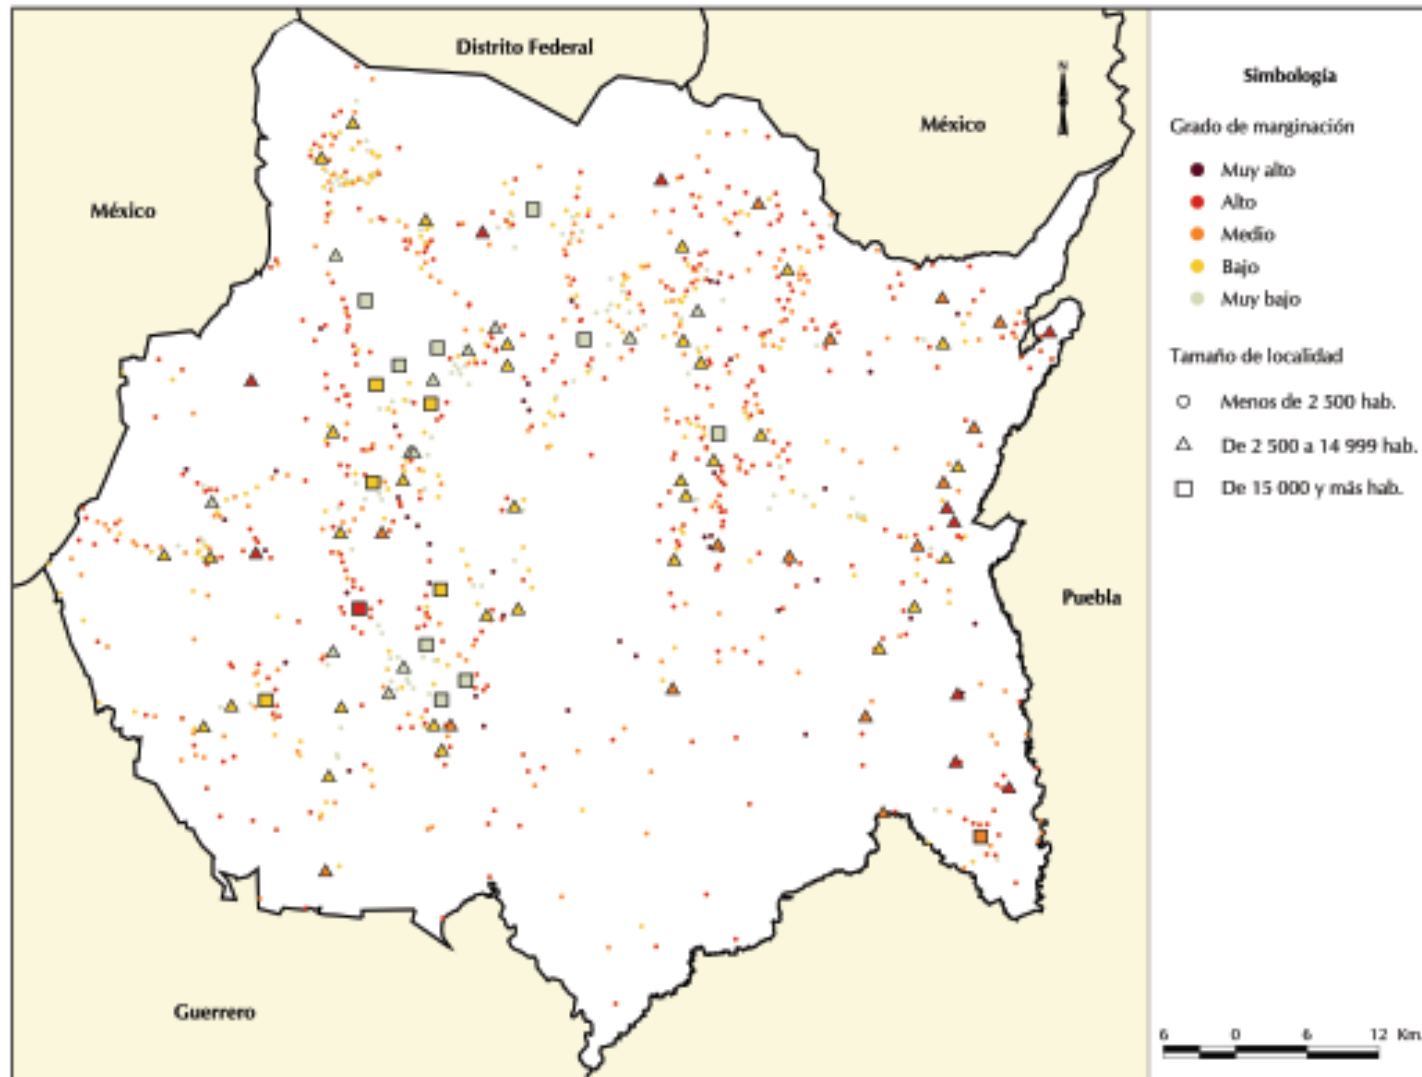 Distrito Federal
México
México
Puebla
Guerrero
N
Simbología
Grado de marginación
Muy alto
Alto
Medio
Bajo
Muy bajo
Tamaño de localidad
Menos de 2 500 hab.
De 2 500 a 14 999 hab.
De 15 000 y más hab.
6 0 6 12 Km.